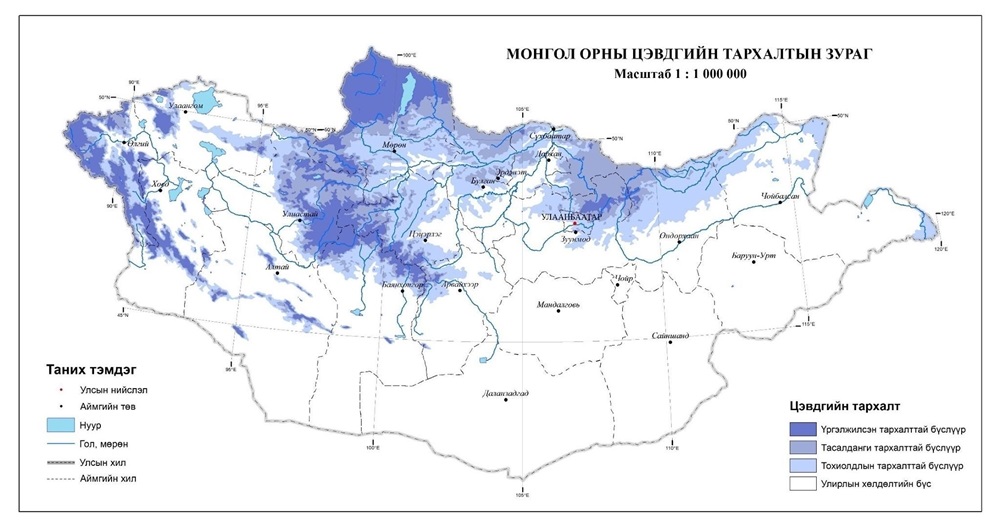 МОНГОЛ ОРНЫ ЦЭВДГИЙН ТАРХАЛТЫН ЗУРАГ
Масштаб 1 : 1 000 000
100°E
90°E
50°N
95°E
50°N
50°N
105°E
50°N
110°E
50°N
115°E
50°N
Улаангом
Өлгий
Ховд
Мөрөн
Сүхбаатар
Дархан
Эрдэнэт
Булган
Улиастай
УЛААНБААТАР
Зуунмод
Чойбалсан
Өндөрхаан
120°E
120°E
90°E
Цэцэрлэг
Алтай
Баянхонгор
Арвайхээр
Чойр
Баруун-Урт
Мандалговь
Сайншанд
Даланзадгад
45°N
95°E
100°E
105°E
110°E
115°E
Таних тэмдэг
Улсын нийслэл
Аймгийн төв
Нуур
Гол, мөрөн
Улсын хил
Аймгийн хил
Цэвдгийн тархалт
Үргэлжилсэн тархалттай бүслүүр
Тасалданги тархалттай бүслүүр
Тохиолдлын тархалттай бүслүүр
Улирлын хөлдөлтийн бүс